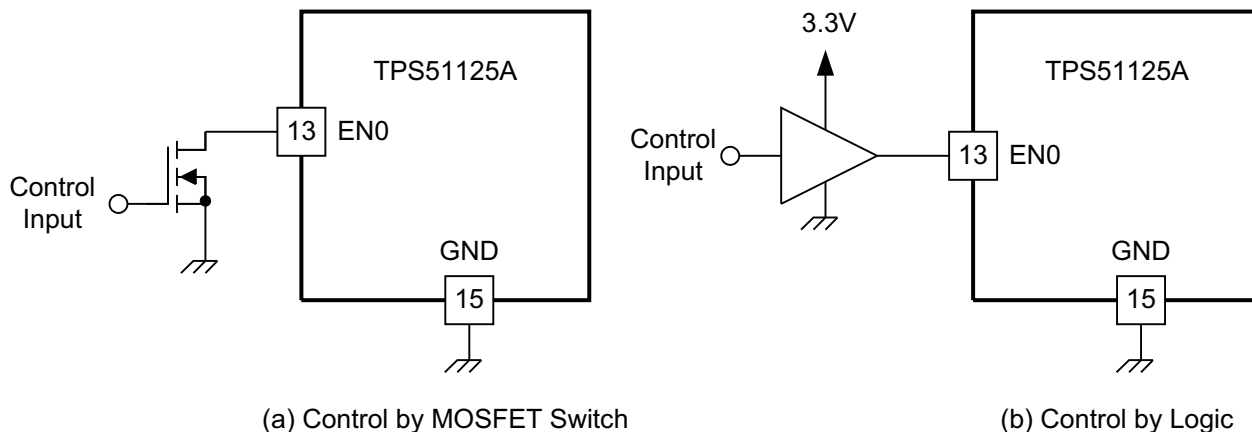 TPS51125A
13 EN0
Control
Input
GND
15
(a) Control by MOSFET Switch
3.3V
TPS51125A
Control
Input
13 EN0
GND
15
(b) Control by Logic